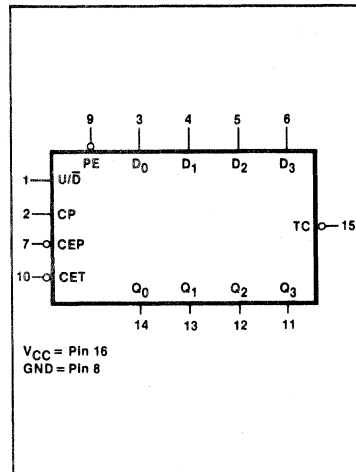 9 3 4 5 6
PE D0 D1 D2 D3
1 U/D̅
2 CP
TC 15
7 CEP
10 CET
Q0 Q1 Q2 Q3
14 13 12 11
VCC = Pin 16
GND = Pin 8